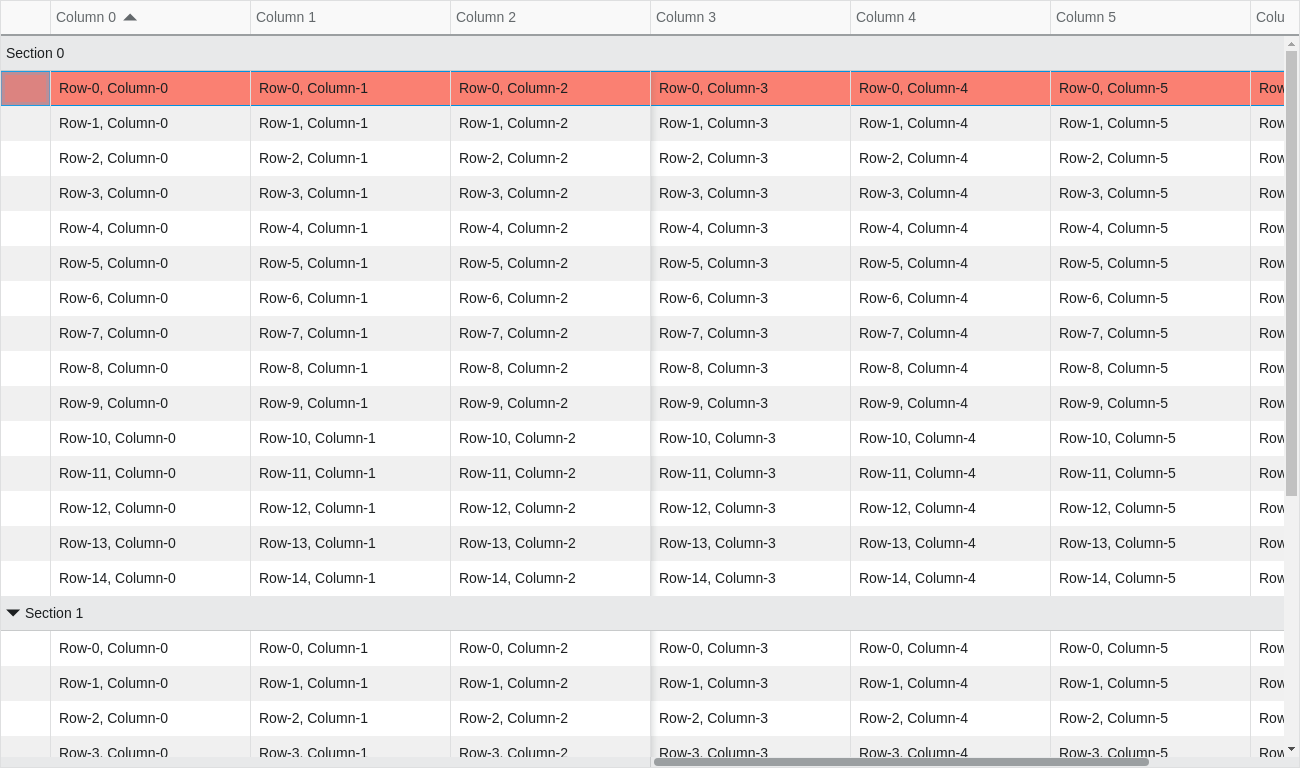 Column 0 Column 1 Column 2 Column 3 Column 4 Column 5 Colu
Section 0
Row-0, Column-0 Row-0, Column-1 Row-0, Column-2 Row-0, Column-3 Row-0, Column-4 Row-0, Column-5 Row
Row-1, Column-0 Row-1, Column-1 Row-1, Column-2 Row-1, Column-3 Row-1, Column-4 Row-1, Column-5 Row
Row-2, Column-0 Row-2, Column-1 Row-2, Column-2 Row-2, Column-3 Row-2, Column-4 Row-2, Column-5 Row
Row-3, Column-0 Row-3, Column-1 Row-3, Column-2 Row-3, Column-3 Row-3, Column-4 Row-3, Column-5 Row
Row-4, Column-0 Row-4, Column-1 Row-4, Column-2 Row-4, Column-3 Row-4, Column-4 Row-4, Column-5 Row
Row-5, Column-0 Row-5, Column-1 Row-5, Column-2 Row-5, Column-3 Row-5, Column-4 Row-5, Column-5 Row
Row-6, Column-0 Row-6, Column-1 Row-6, Column-2 Row-6, Column-3 Row-6, Column-4 Row-6, Column-5 Row
Row-7, Column-0 Row-7, Column-1 Row-7, Column-2 Row-7, Column-3 Row-7, Column-4 Row-7, Column-5 Row
Row-8, Column-0 Row-8, Column-1 Row-8, Column-2 Row-8, Column-3 Row-8, Column-4 Row-8, Column-5 Row
Row-9, Column-0 Row-9, Column-1 Row-9, Column-2 Row-9, Column-3 Row-9, Column-4 Row-9, Column-5 Row
Row-10, Column-0 Row-10, Column-1 Row-10, Column-2 Row-10, Column-3 Row-10, Column-4 Row-10, Column-5 Row
Row-11, Column-0 Row-11, Column-1 Row-11, Column-2 Row-11, Column-3 Row-11, Column-4 Row-11, Column-5 Row
Row-12, Column-0 Row-12, Column-1 Row-12, Column-2 Row-12, Column-3 Row-12, Column-4 Row-12, Column-5 Row
Row-13, Column-0 Row-13, Column-1 Row-13, Column-2 Row-13, Column-3 Row-13, Column-4 Row-13, Column-5 Row
Row-14, Column-0 Row-14, Column-1 Row-14, Column-2 Row-14, Column-3 Row-14, Column-4 Row-14, Column-5 Row
Section 1
Row-0, Column-0 Row-0, Column-1 Row-0, Column-2 Row-0, Column-3 Row-0, Column-4 Row-0, Column-5 Row
Row-1, Column-0 Row-1, Column-1 Row-1, Column-2 Row-1, Column-3 Row-1, Column-4 Row-1, Column-5 Row
Row-2, Column-0 Row-2, Column-1 Row-2, Column-2 Row-2, Column-3 Row-2, Column-4 Row-2, Column-5 Row
Row-3, Column-0 Row-3, Column-1 Row-3, Column-2 Row-3, Column-3 Row-3, Column-4 Row-3, Column-5 Row